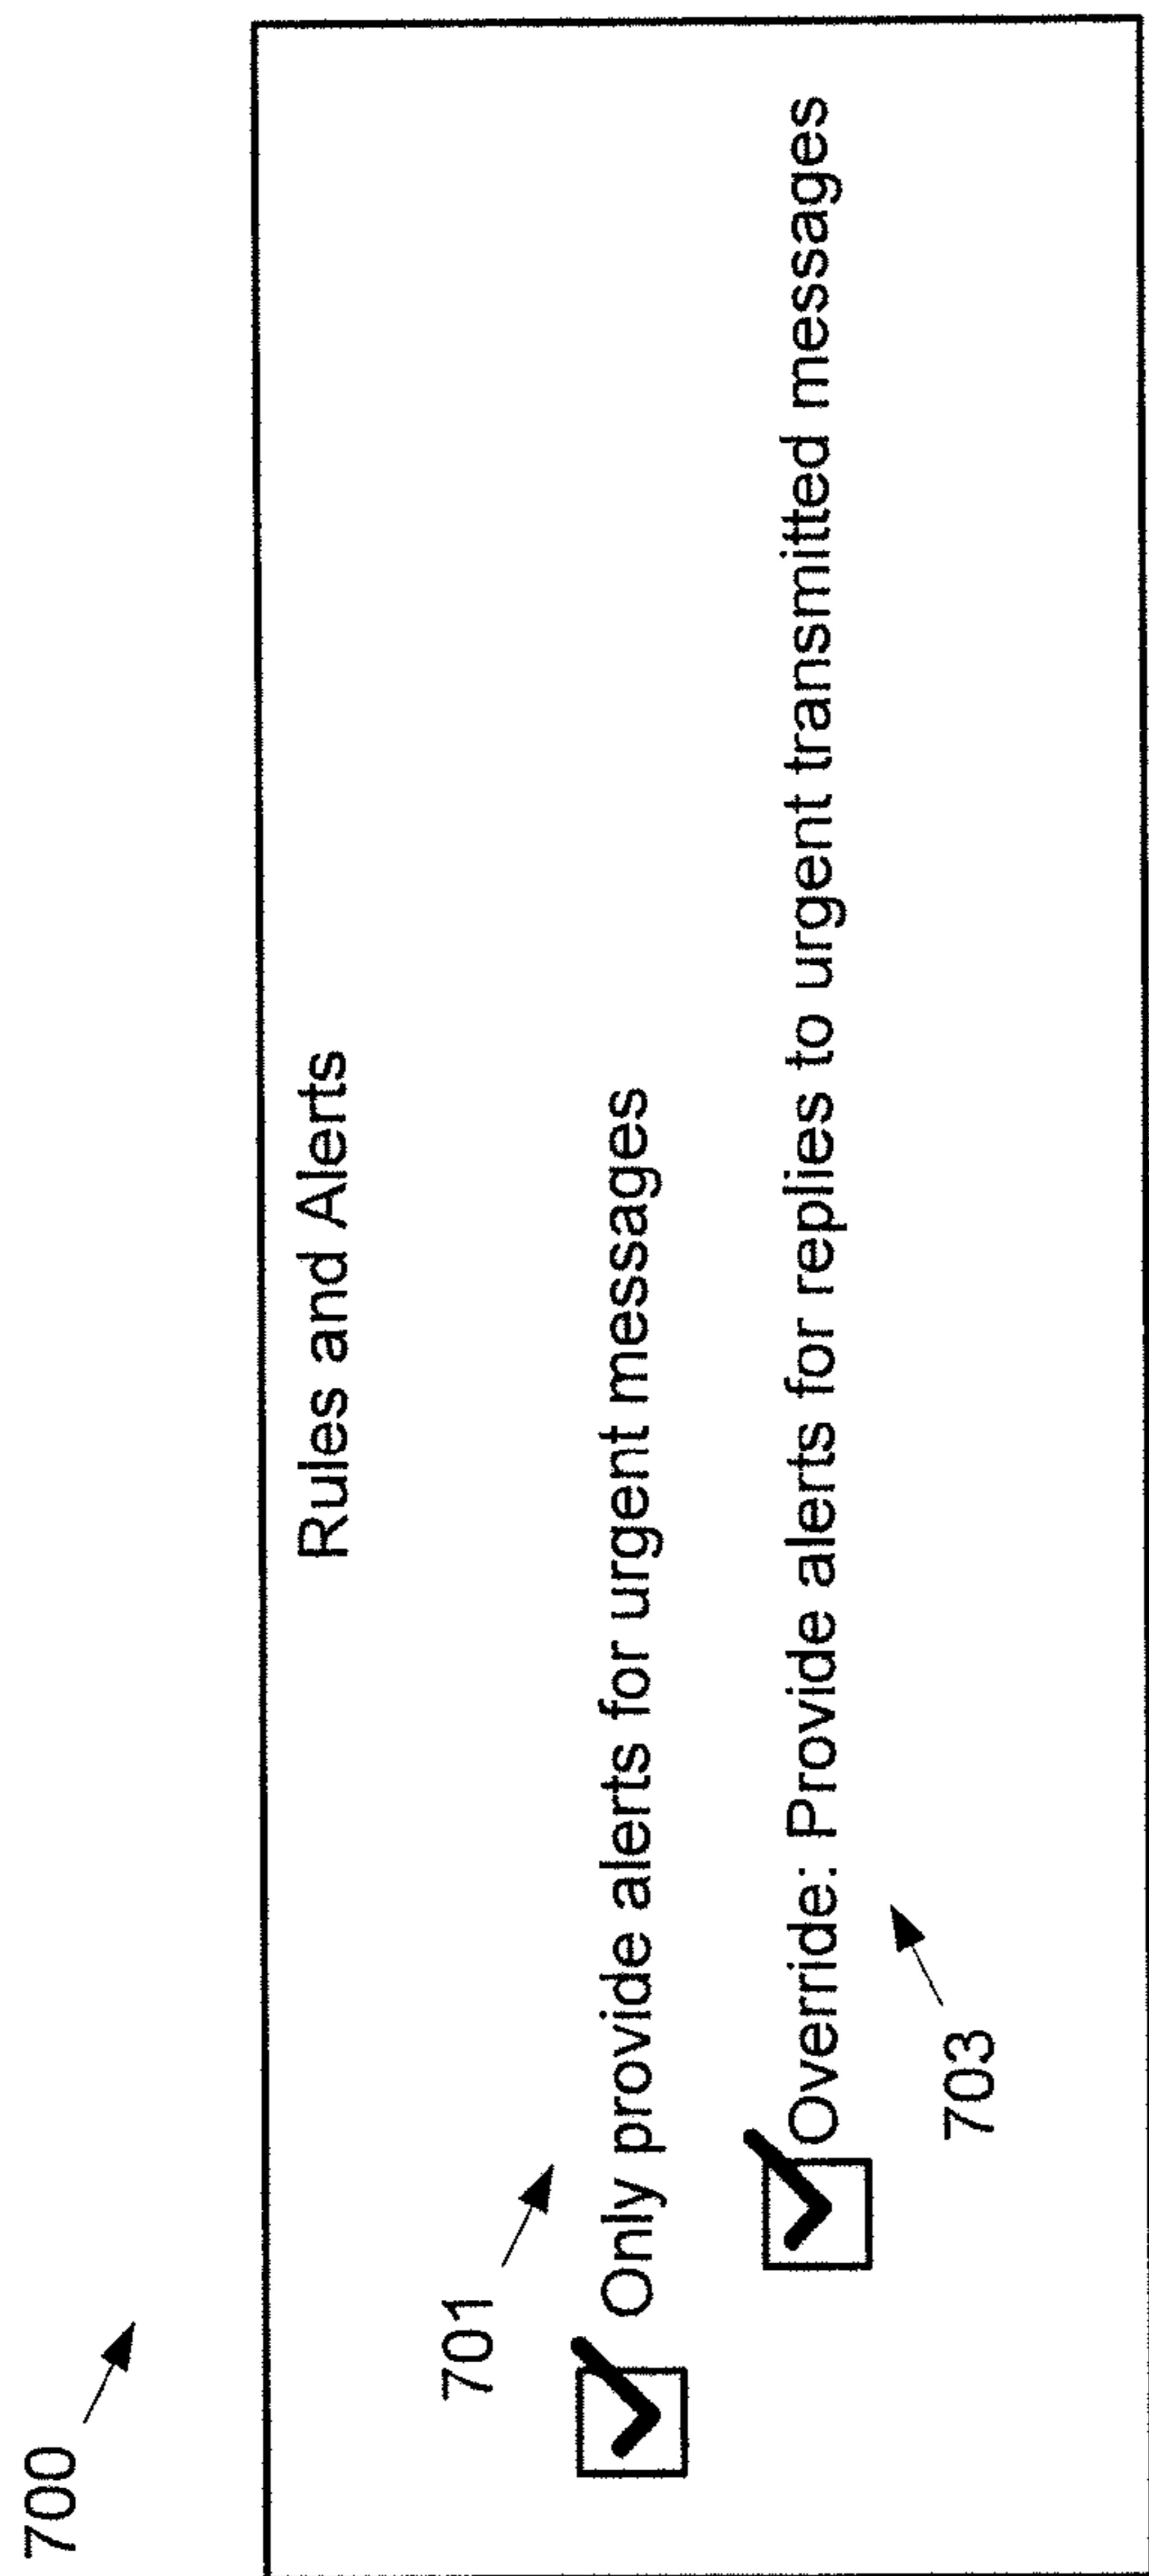 700
Rules and Alerts
701
Only provide alerts for urgent messages
Override: Provide alerts for replies to urgent transmitted messages
703